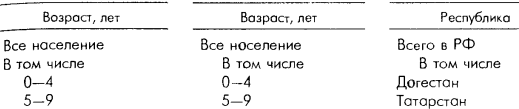 Возраст, лет
Все население
В том числе
0—4
5—9
Вазраст, лет
Все население
В том числе
0—4
5—9
Республика
Всего в РФ
В том числе
Догестан
Татарстан